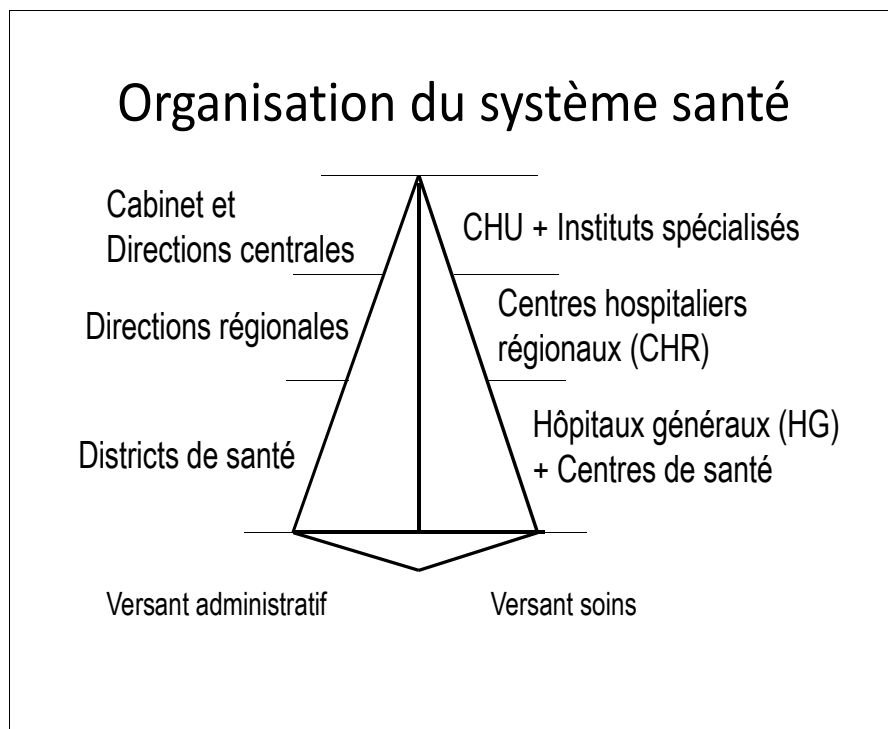 Organisation du système santé
Cabinet et
Directions centrales
CHU + Instituts spécialisés
Directions régionales
Centres hospitaliers
régionaux (CHR)
Districts de santé
Hôpitaux généraux (HG)
+ Centres de santé
Versant administratif
Versant soins